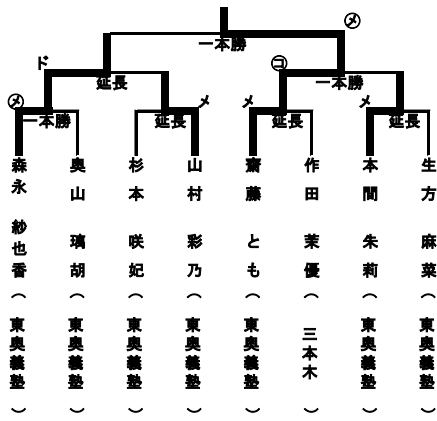 ㋱
一本勝
ド
㋙
延長
一本勝
㋱
メ
メ
メ
一本勝
延長
延長
延長
森永 紗也香（東奥義塾）
奥山 璃胡（東奥義塾）
杉本 咲妃（東奥義塾）
山村 彩乃（東奥義塾）
齋藤 とも（東奥義塾）
作田 茉優（三本木）
本間 朱莉（東奥義塾）
生方 麻菜（東奥義塾）